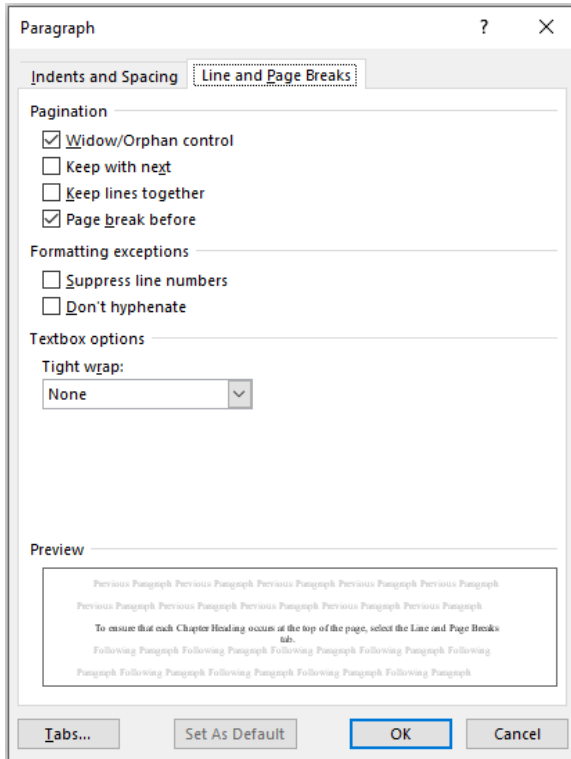 Paragraph ? ×
Indents and Spacing Line and Page Breaks
Pagination
Widow/Orphan control
Keep with next
Keep lines together
Page break before
Formatting exceptions
Suppress line numbers
Don't hyphenate
Textbox options
Tight wrap:
None
Preview
Previous Paragraph Previous Paragraph Previous Paragraph Previous Paragraph Previous Paragraph
Previous Paragraph Previous Paragraph Previous Paragraph Previous Paragraph Previous Paragraph
To ensure that each Chapter Heading occurs at the top of the page, select the Line and Page Breaks
tab.
Following Paragraph Following Paragraph Following Paragraph Following Paragraph Following
Paragraph Following Paragraph Following Paragraph Following Paragraph Following Paragraph
Tabs... Set As Default OK Cancel